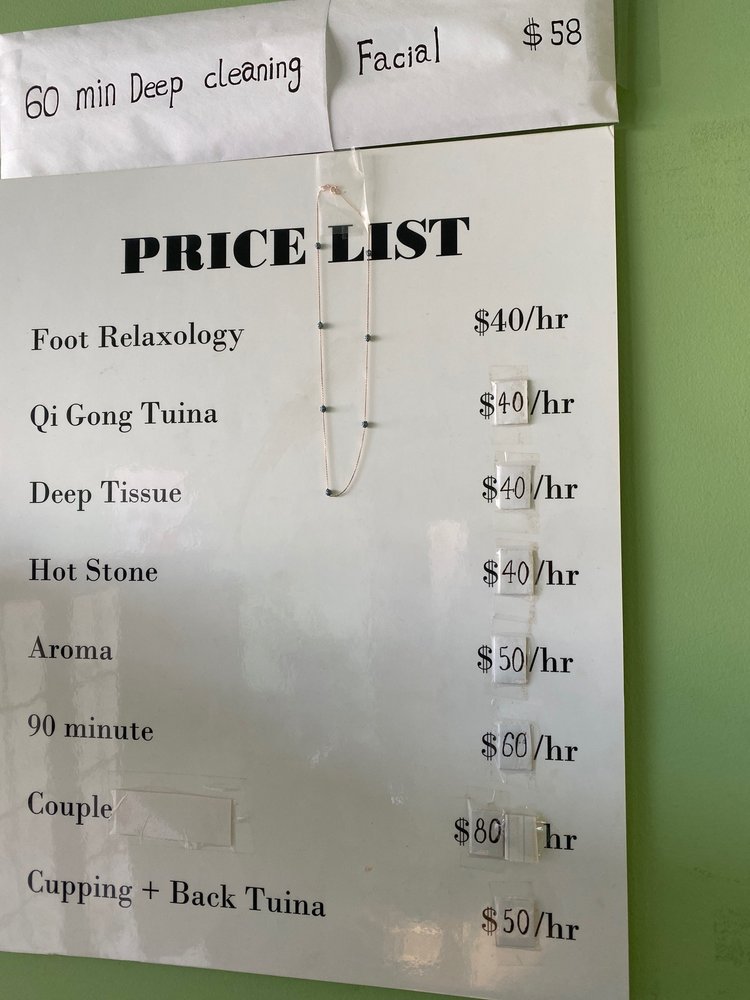 60 min Deep cleaning Facial $58
PRICE LIST
Foot Relaxology $40/hr
Qi Gong Tuina $40/hr
Deep Tissue $40/hr
Hot Stone $40/hr
Aroma $50/hr
90 minute $60/hr
Couple $80 hr
Cupping + Back Tuina $50/hr